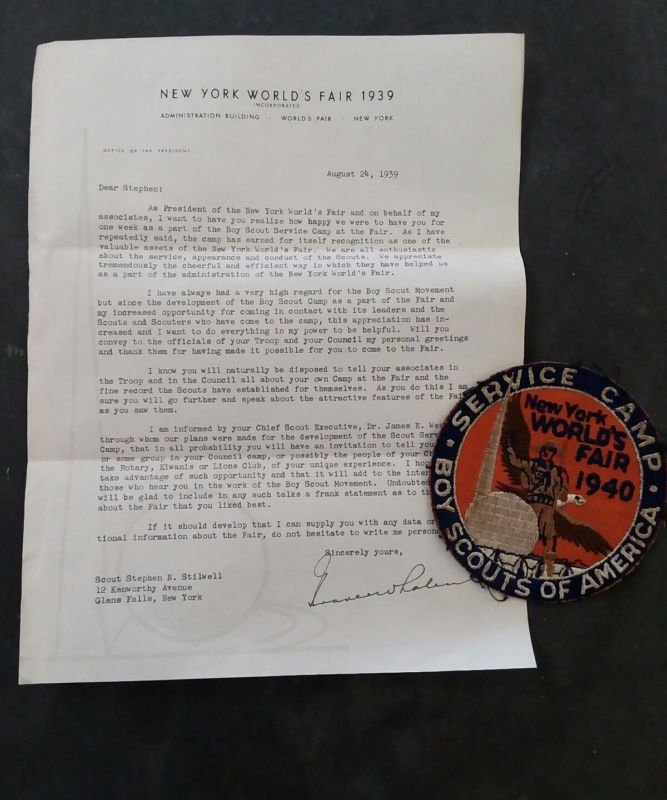 NEW YORK WORLD'S FAIR 1939
INCORPORATED
ADMINISTRATION BUILDING · WORLD'S FAIR · NEW YORK
OFFICE OF THE PRESIDENT
August 24, 1939
Dear Stephen:
As President of the New York World's Fair and on behalf of my
associates, I want to have you realize how happy we were to have you for
one week as a part of the Boy Scout Service Camp at the Fair. As I have
repeatedly said, the camp has earned for itself recognition as one of the
valuable assets of the New York World's Fair. We are all enthusiastic
about the service, appearance and conduct of the Scouts. We appreciate
tremendously the cheerful and efficient way in which they have helped us
as a part of the administration of the New York World's Fair.
I have always had a very high regard for the Boy Scout Movement
but since the development of the Boy Scout Camp as a part of the Fair and
my increased opportunity for coming in contact with its leaders and the
Scouts and Scouters who have come to the camp, this appreciation has in-
creased and I want to do everything in my power to be helpful. Will you
convey to the officials of your Troop and your Council my personal greetings
and thank them for having made it possible for you to come to the Fair.
I know you will naturally be disposed to tell your associates in
the Troop and in the Council all about your own Camp at the Fair and the
fine record the Scouts have established for themselves. As you do this I am
sure you will go further and speak about the attractive features of the Fair
as you saw them.
I am informed by your Chief Scout Executive, Dr. James E. We
through whom our plans were made for the development of the Scout Serv
Camp, that in all probability you will have an invitation to tell you
or some group in your Council camp, or possibly the people of your Ch
the Rotary, Kiwanis or Lions Club, of your unique experience. I ho
take advantage of such opportunity and that it will add to the inter
those who hear you in the work of the Boy Scout Movement. Undoubted
will be glad to include in any such talks a frank statement as to th
about the Fair that you liked best.
If it should develop that I can supply you with any data or
tional information about the Fair, do not hesitate to write me person
Sincerely yours,
Scout Stephen N. Stilwell
12 Kenworthy Avenue
Glens Falls, New York
· SERVICE CAMP ·
New York
WORLD'S
FAIR
1940
BOY SCOUTS OF AMERICA